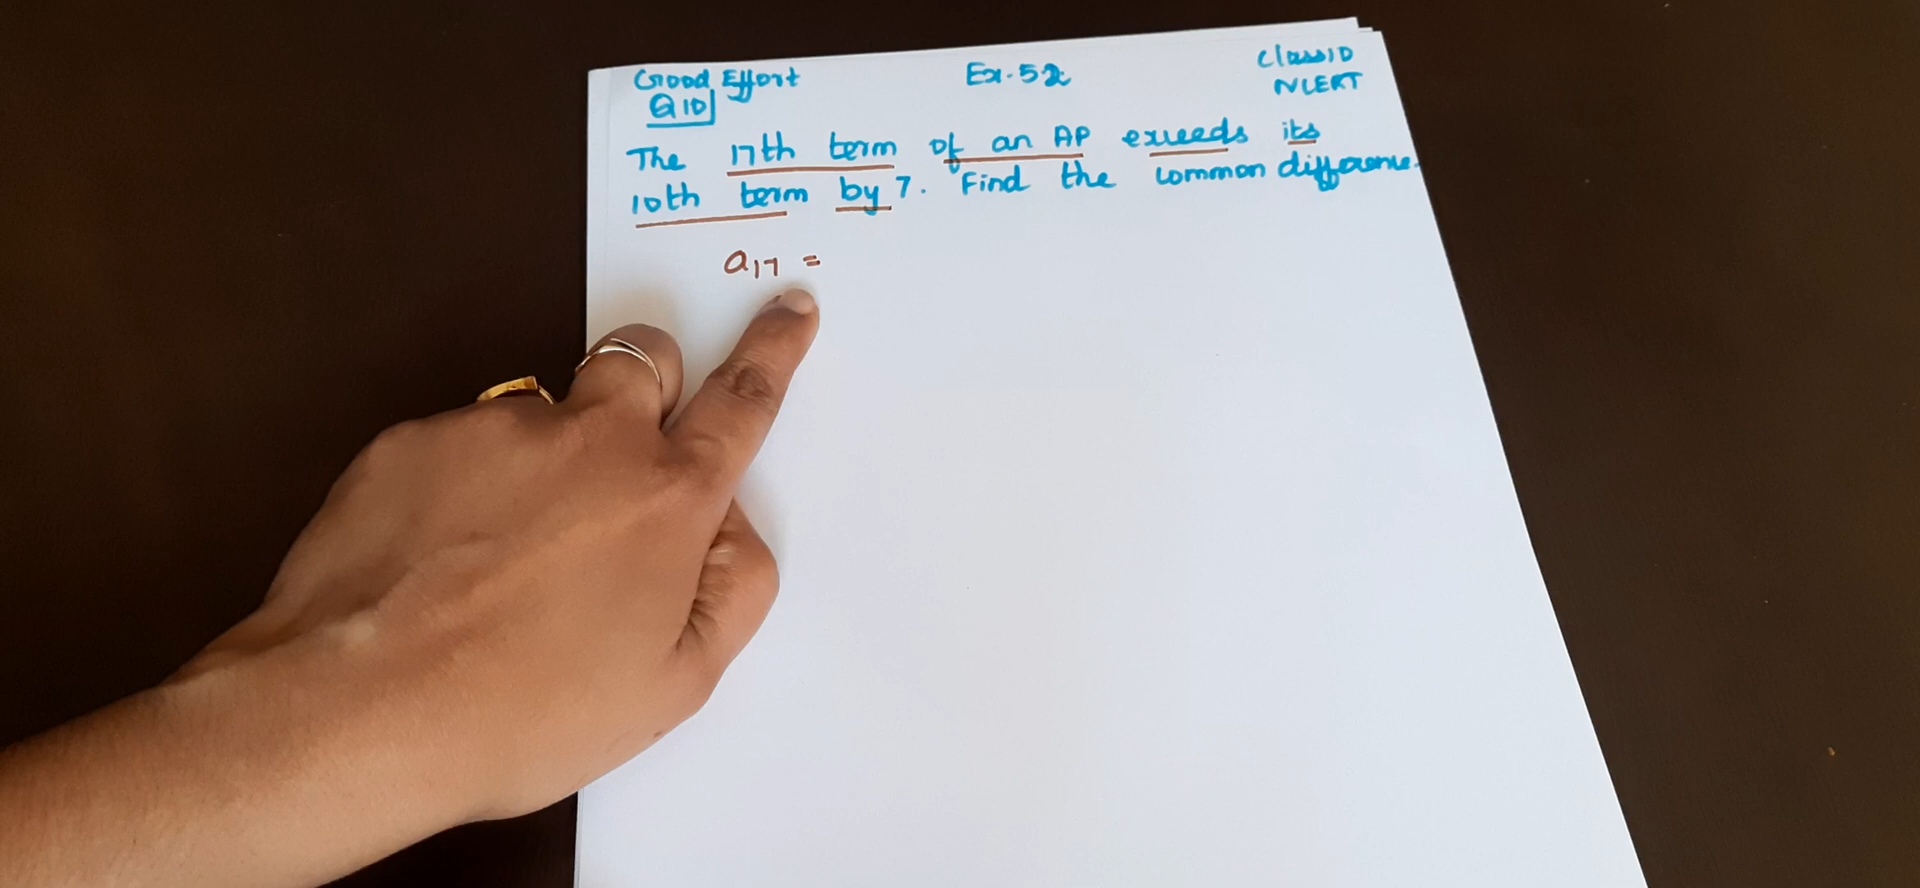 Good Effort Ex. 5.2 Class 10
Q10 NCERT
The 17th term of an AP exceeds its
10th term by 7. Find the common difference.
a17 =